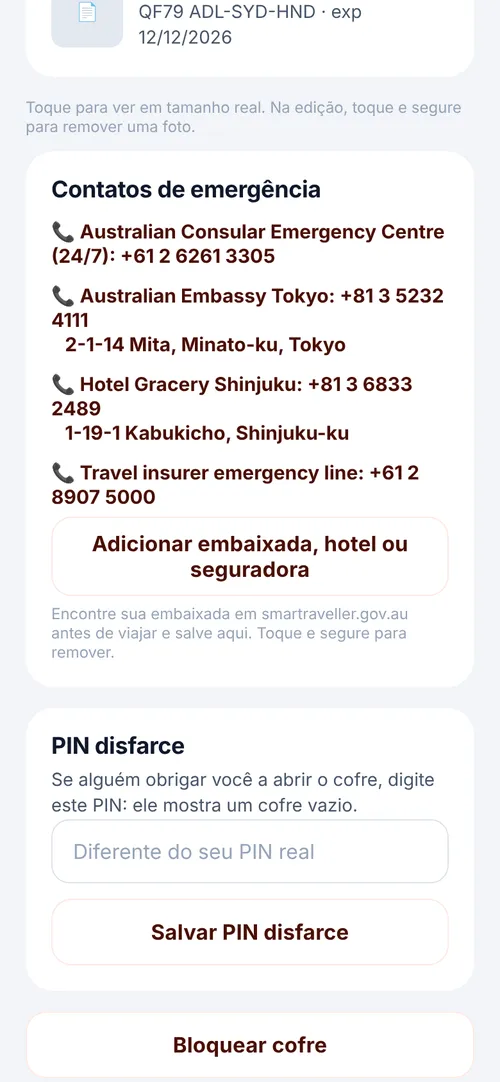 QF79 ADL-SYD-HND · exp
12/12/2026
Toque para ver em tamanho real. Na edição, toque e segure
para remover uma foto.
Contatos de emergência
📞 Australian Consular Emergency Centre
(24/7): +61 2 6261 3305
📞 Australian Embassy Tokyo: +81 3 5232
4111
2-1-14 Mita, Minato-ku, Tokyo
📞 Hotel Gracery Shinjuku: +81 3 6833
2489
1-19-1 Kabukicho, Shinjuku-ku
📞 Travel insurer emergency line: +61 2
8907 5000
Adicionar embaixada, hotel ou
seguradora
Encontre sua embaixada em smartraveller.gov.au
antes de viajar e salve aqui. Toque e segure para
remover.
PIN disfarce
Se alguém obrigar você a abrir o cofre, digite
este PIN: ele mostra um cofre vazio.
Diferente do seu PIN real
Salvar PIN disfarce
Bloquear cofre